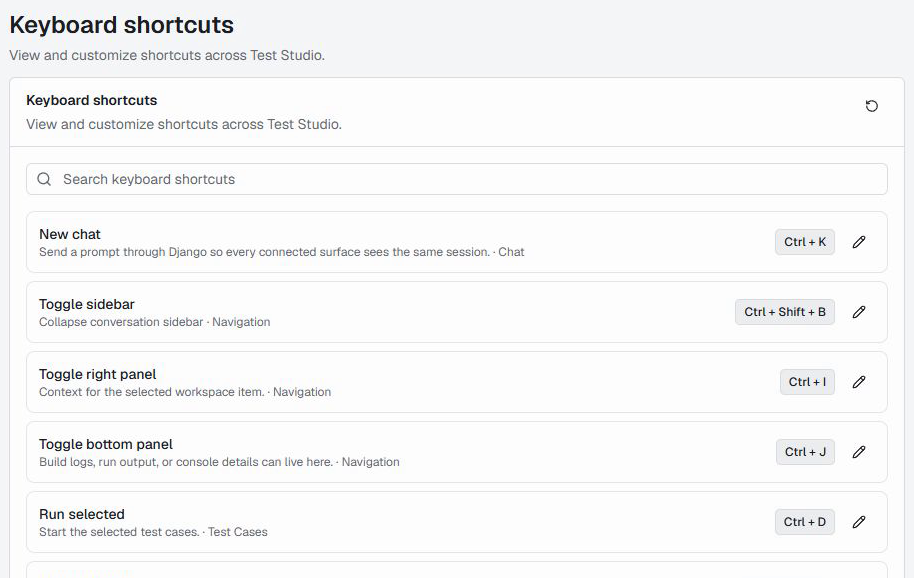 Keyboard shortcuts
View and customize shortcuts across Test Studio.
Keyboard shortcuts
View and customize shortcuts across Test Studio.
Search keyboard shortcuts
New chat
Send a prompt through Django so every connected surface sees the same session. · Chat
Ctrl + K
Toggle sidebar
Collapse conversation sidebar · Navigation
Ctrl + Shift + B
Toggle right panel
Context for the selected workspace item. · Navigation
Ctrl + I
Toggle bottom panel
Build logs, run output, or console details can live here. · Navigation
Ctrl + J
Run selected
Start the selected test cases. · Test Cases
Ctrl + D